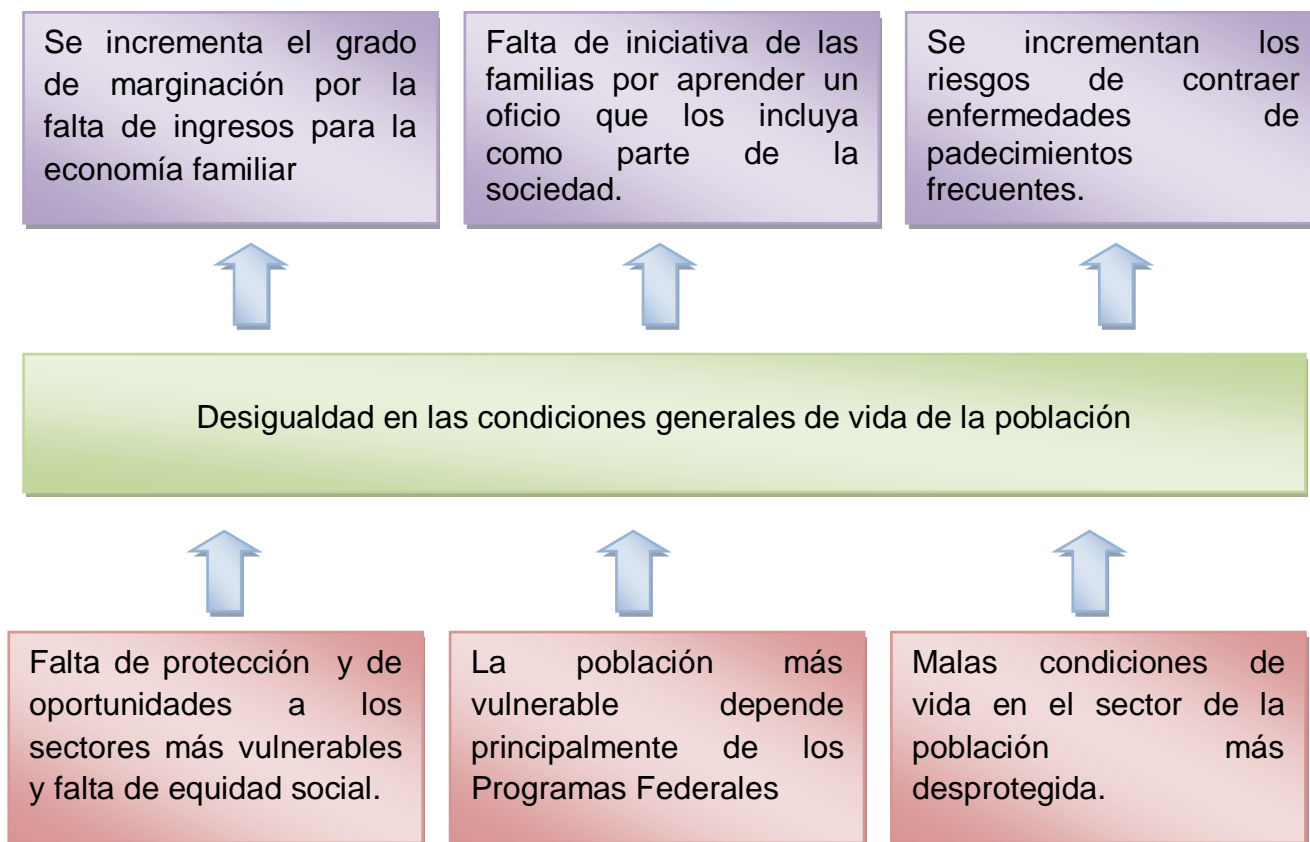 Se incrementa el grado
de marginación por la
falta de ingresos para la
economía familiar
Falta de iniciativa de las
familias por aprender un
oficio que los incluya
como parte de la
sociedad.
Se incrementan los
riesgos de contraer
enfermedades de
padecimientos
frecuentes.
Desigualdad en las condiciones generales de vida de la población
Falta de protección y de
oportunidades a los
sectores más vulnerables
y falta de equidad social.
La población más
vulnerable depende
principalmente de los
Programas Federales
Malas condiciones de
vida en el sector de la
población más
desprotegida.